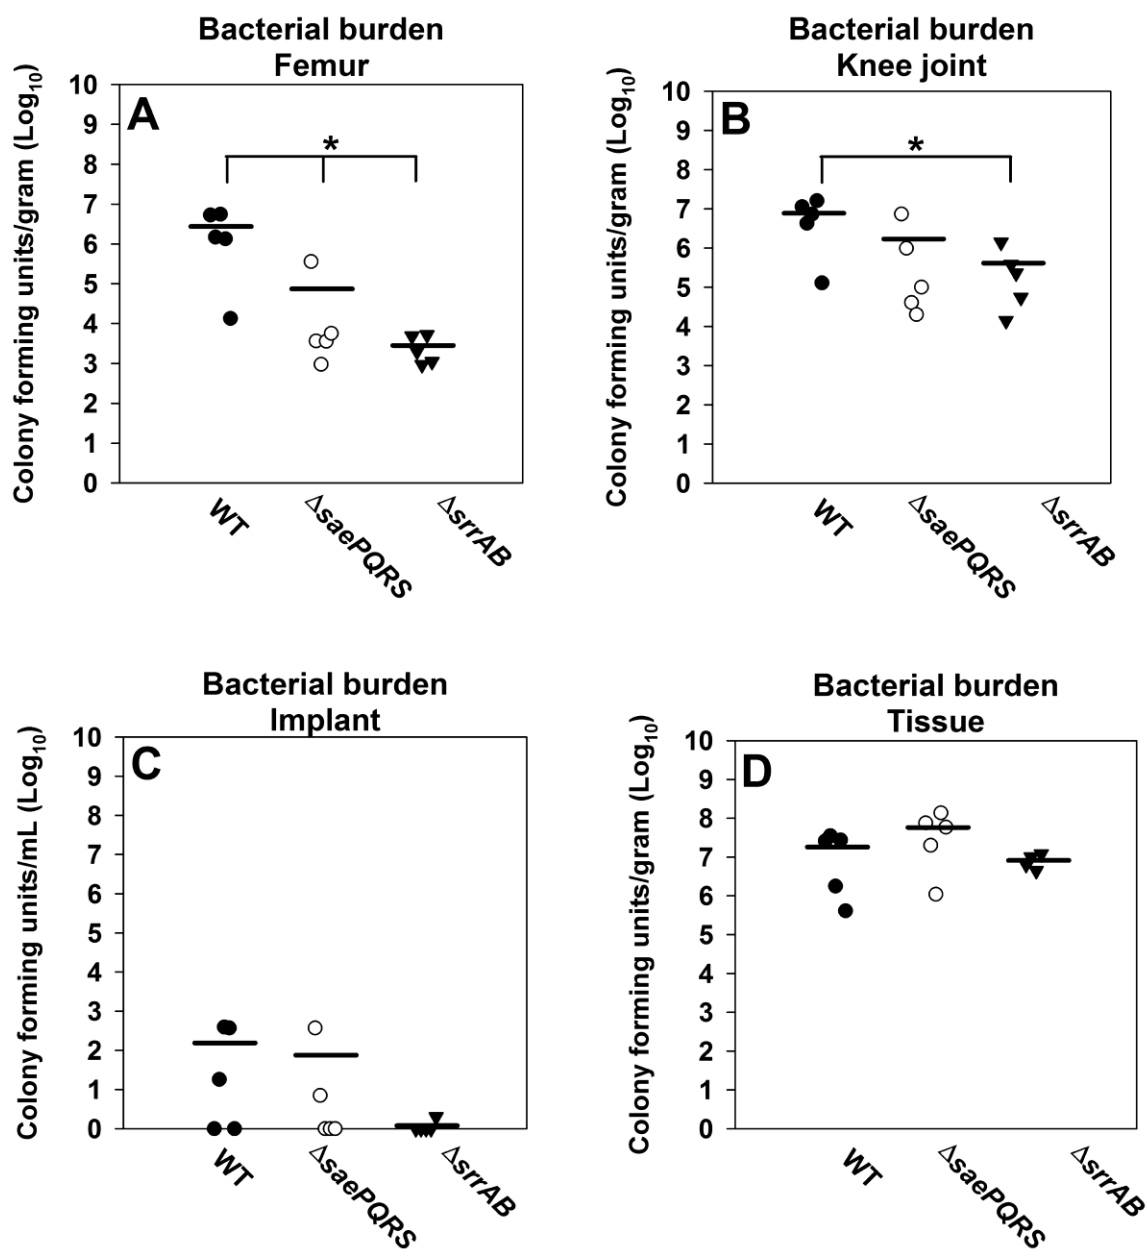 Bacterial burden
Femur
Colony forming units/gram (Log10)
10
9
8
7
6
5
4
3
2
1
0
A
*
WT
ΔsaePQRS
ΔsrrAB
Bacterial burden
Knee joint
Colony forming units/gram (Log10)
10
9
8
7
6
5
4
3
2
1
0
B
*
WT
ΔsaePQRS
ΔsrrAB
Bacterial burden
Implant
Colony forming units/mL (Log10)
10
9
8
7
6
5
4
3
2
1
0
C
WT
ΔsaePQRS
ΔsrrAB
Bacterial burden
Tissue
Colony forming units/gram (Log10)
10
9
8
7
6
5
4
3
2
1
0
D
WT
ΔsaePQRS
ΔsrrAB